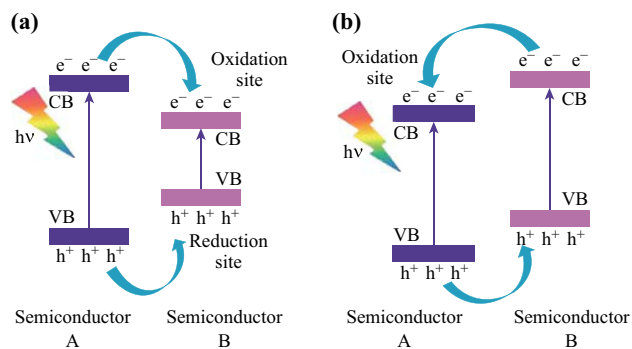 (a)
e⁻ e⁻ e⁻
Oxidation
site
CB
hν
e⁻ e⁻ e⁻
CB
VB
VB
h⁺ h⁺ h⁺
Reduction
site
h⁺ h⁺ h⁺
Semiconductor
A
Semiconductor
B
(b)
Oxidation
site
e⁻ e⁻ e⁻
CB
e⁻ e⁻ e⁻
CB
hν
VB
h⁺ h⁺ h⁺
VB
h⁺ h⁺ h⁺
Semiconductor
A
Semiconductor
B